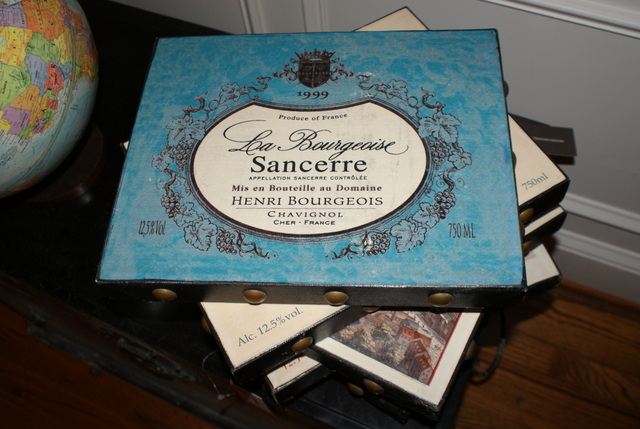 1999
Produce of France
La Bourgeoise
Sancerre
APPELLATION SANCERRE CONTRÔLÉE
Mis en Bouteille au Domaine
HENRI BOURGEOIS
CHAVIGNOL
CHER - FRANCE
12,5% Vol
750 ML
750ml
Alc. 12.5% vol.